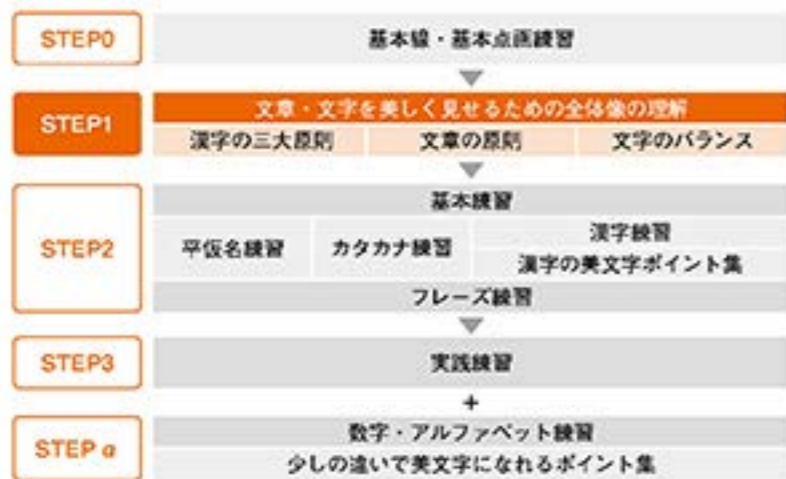 STEP0
基本線・基本点画練習
STEP1
文章・文字を美しく見せるための全体像の理解
漢字の三大原則 文章の原則 文字のバランス
STEP2
基本練習
平仮名練習 カタカナ練習 漢字練習
漢字の美文字ポイント集
フレーズ練習
STEP3
実践練習
+
STEP α
数字・アルファベット練習
少しの違いで美文字になれるポイント集